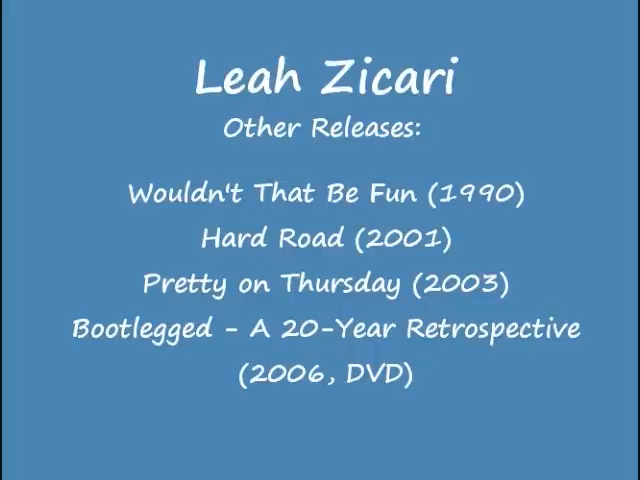 Leah Zicari
Other Releases:
Wouldn't That Be Fun (1990)
Hard Road (2001)
Pretty on Thursday (2003)
Bootlegged - A 20-Year Retrospective
(2006, DVD)